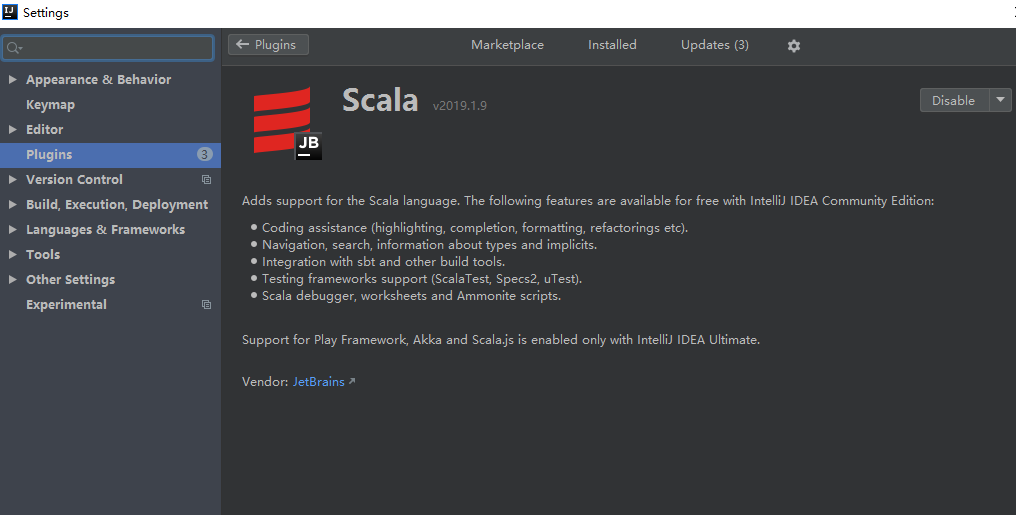 IJ Settings
← Plugins Marketplace Installed Updates (3)
Appearance & Behavior
Keymap
Editor
Plugins 3
Version Control
Build, Execution, Deployment
Languages & Frameworks
Tools
Other Settings
Experimental
Scala v2019.1.9
Disable
JB
Adds support for the Scala language. The following features are available for free with IntelliJ IDEA Community Edition:
• Coding assistance (highlighting, completion, formatting, refactorings etc).
• Navigation, search, information about types and implicits.
• Integration with sbt and other build tools.
• Testing frameworks support (ScalaTest, Specs2, uTest).
• Scala debugger, worksheets and Ammonite scripts.
Support for Play Framework, Akka and Scala.js is enabled only with IntelliJ IDEA Ultimate.
Vendor: JetBrains ↗